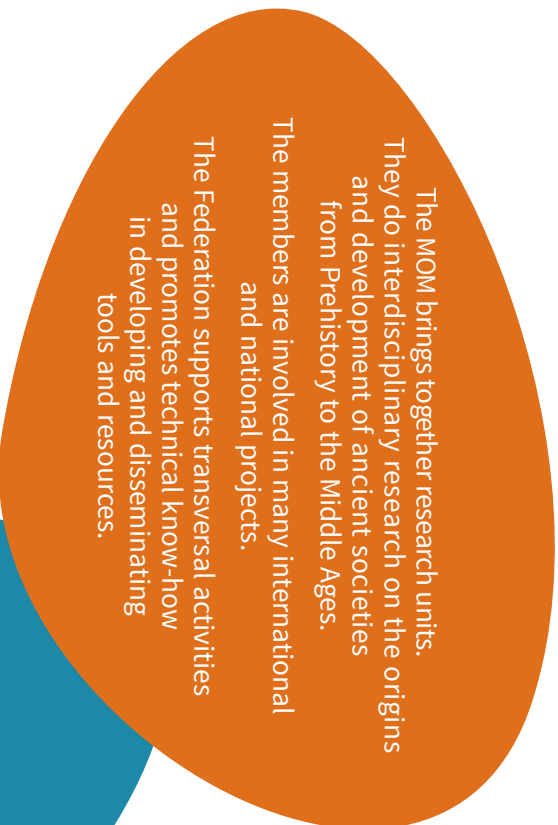 The MOM brings together research units.
They do interdisciplinary research on the origins
and development of ancient societies
from Prehistory to the Middle Ages.
The members are involved in many international
and national projects.
The Federation supports transversal activities
and promotes technical know-how
in developing and disseminating
tools and resources.